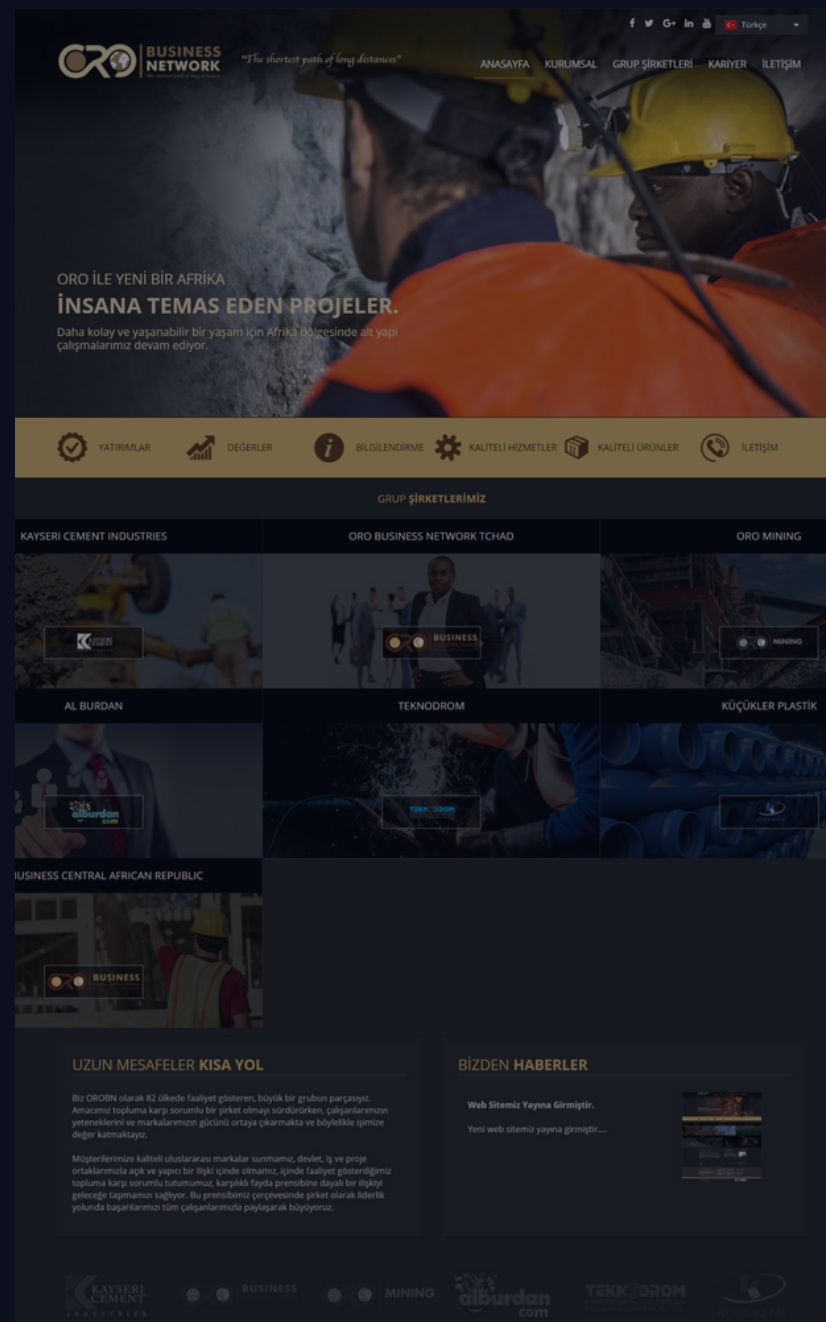 Türkçe
ORO BUSINESS NETWORK
"The shortest path of long distances"
ANASAYFA KURUMSAL GRUP ŞİRKETLERİ KARİYER İLETİŞİM
ORO İLE YENİ BİR AFRİKA
İNSANA TEMAS EDEN PROJELER.
Daha kolay ve yaşanabilir bir yaşam için Afrika bölgesinde alt yapı
çalışmalarımız devam ediyor.
YATIRIMLAR DEĞERLER BİLGİLENDİRME KALİTELİ HİZMETLER KALİTELİ ÜRÜNLER İLETİŞİM
GRUP ŞİRKETLERİMİZ
KAYSERI CEMENT INDUSTRIES ORO BUSINESS NETWORK TCHAD ORO MINING
KAYSERI CEMENT
ORO BUSINESS
ORO MINING
AL BURDAN TEKNODROM KÜÇÜKLER PLASTİK
alburdan com
TEKNODROM
BUSINESS CENTRAL AFRICAN REPUBLIC
ORO BUSINESS
UZUN MESAFELER KISA YOL
Biz OROBN olarak 82 ülkede faaliyet gösteren, büyük bir grubun parçasıyız.
Amacımız topluma karşı sorumlu bir şirket olmayı sürdürürken, çalışanlarımızın
yeteneklerini ve markalarımızın gücünü ortaya çıkarmakta ve böylelikle işimize
değer katmaktayız.
Müşterilerimize kaliteli uluslararası markalar sunmamız, devlet, iş ve proje
ortaklarımızla açık ve yapıcı bir ilişki içinde olmamız, içinde faaliyet gösterdiğimiz
topluma karşı sorumlu tutumumuz, karşılıklı fayda prensibine dayalı bir ilişkiyi
geleceğe taşımamızı sağlıyor. Bu prensibimiz çerçevesinde şirket olarak liderlik
yolunda başarılarımızı tüm çalışanlarımızla paylaşarak büyüyoruz.
BİZDEN HABERLER
Web Sitemiz Yayına Girmiştir.
Yeni web sitemiz yayına girmiştir....
KAYSERI CEMENT INDUSTRIES ORO BUSINESS ORO MINING alburdan com TEKNODROM